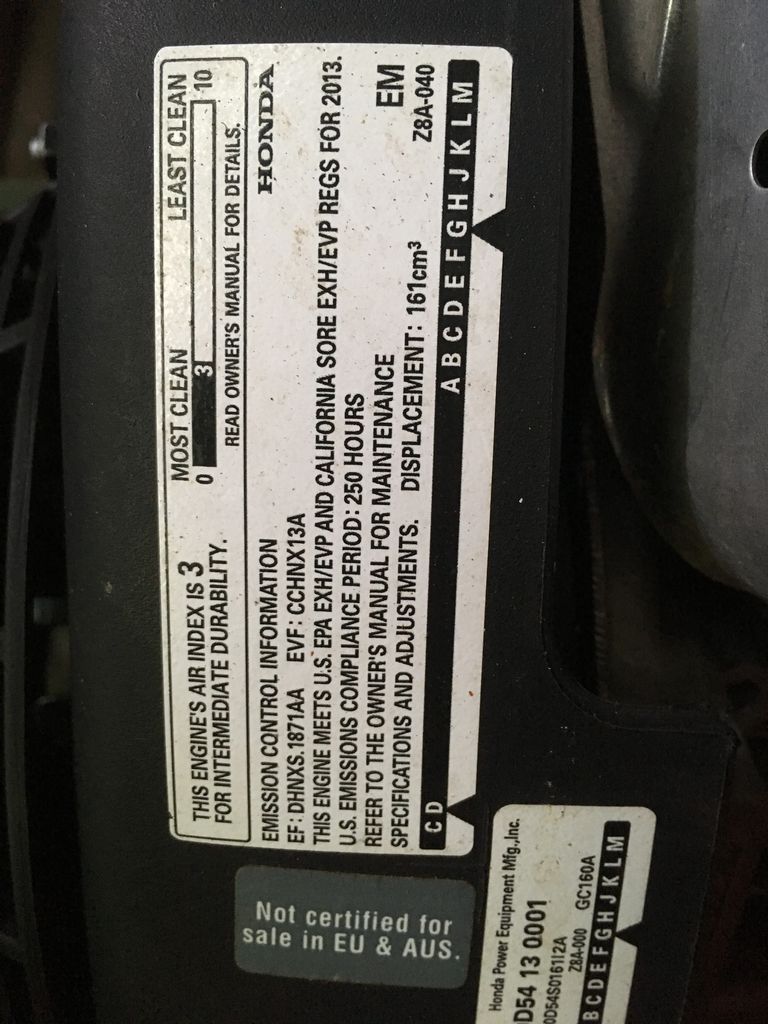 THIS ENGINE'S AIR INDEX IS 3
FOR INTERMEDIATE DURABILITY.
MOST CLEAN LEAST CLEAN
0 3 10
READ OWNER'S MANUAL FOR DETAILS.
HONDA
EMISSION CONTROL INFORMATION
EF: DHNXS.1871AA EVF: CCHNX13A
THIS ENGINE MEETS U.S. EPA EXH/EVP AND CALIFORNIA SORE EXH/EVP REGS FOR 2013.
U.S. EMISSIONS COMPLIANCE PERIOD: 250 HOURS
REFER TO THE OWNER'S MANUAL FOR MAINTENANCE
SPECIFICATIONS AND ADJUSTMENTS. DISPLACEMENT: 161cm³
EM
Z8A-040
C D A B C D E F G H J K L M
Not certified for
sale in EU & AUS.
Honda Power Equipment Mfg.,Inc.
D54 13 0001
0D54S0161I2A
Z8A-000 GC160A
B C D E F G H J K L M